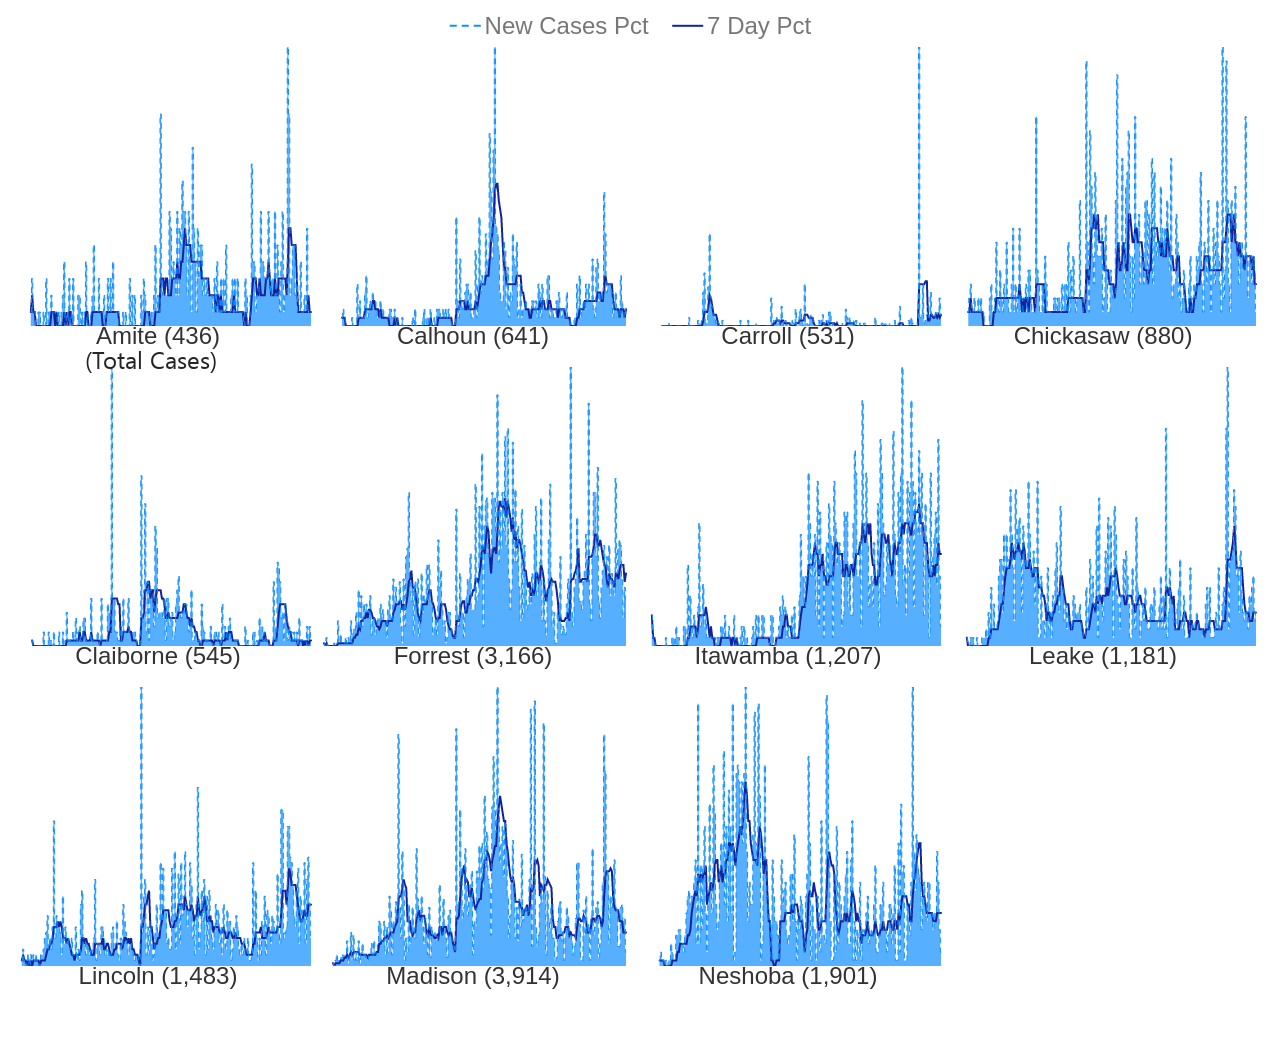 New Cases Pct 7 Day Pct
Amite (436) Calhoun (641) Carroll (531) Chickasaw (880)
(Total Cases)
Claiborne (545) Forrest (3,166) Itawamba (1,207) Leake (1,181)
Lincoln (1,483) Madison (3,914) Neshoba (1,901)